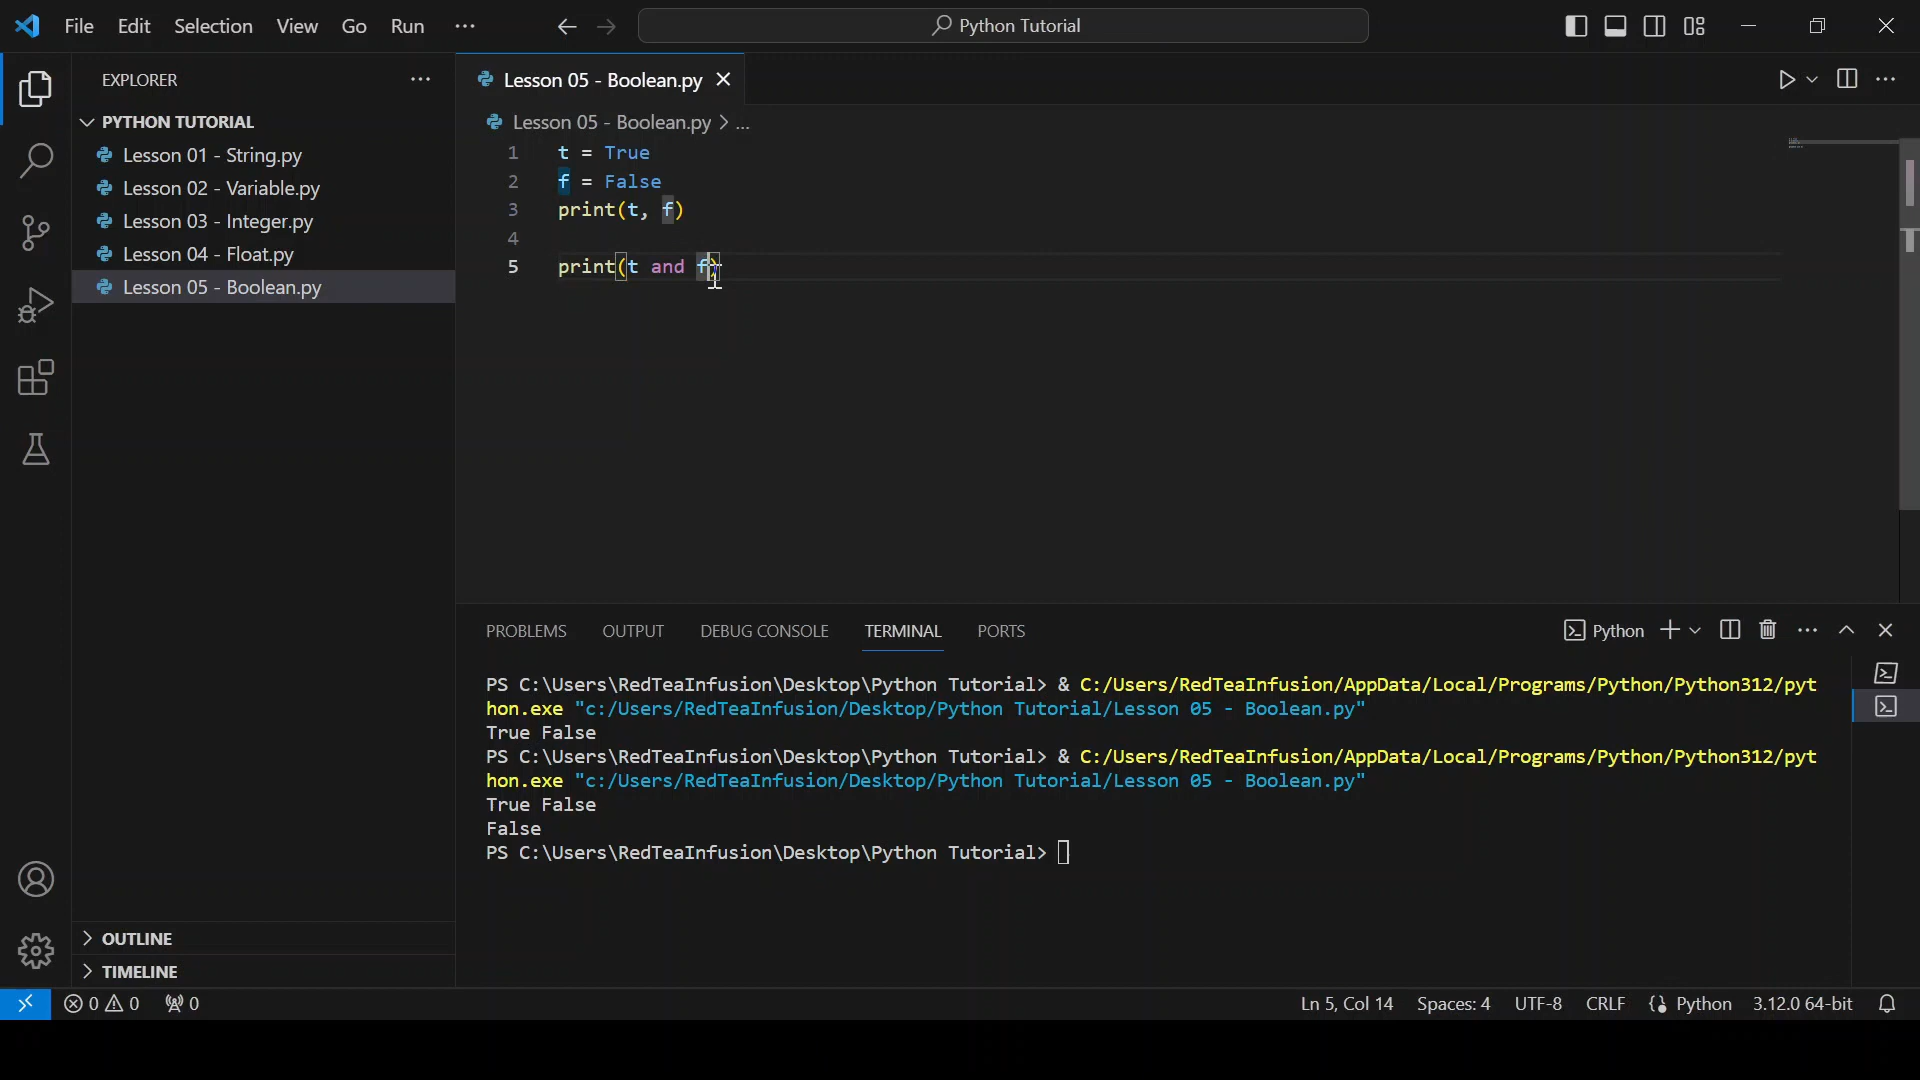 File Edit Selection View Go Run ··· Python Tutorial
EXPLORER ···
PYTHON TUTORIAL
Lesson 01 - String.py
Lesson 02 - Variable.py
Lesson 03 - Integer.py
Lesson 04 - Float.py
Lesson 05 - Boolean.py
OUTLINE
TIMELINE
Lesson 05 - Boolean.py
Lesson 05 - Boolean.py > ...
1 t = True
2 f = False
3 print(t, f)
4
5 print(t and f)
PROBLEMS OUTPUT DEBUG CONSOLE TERMINAL PORTS Python
PS C:\Users\RedTeaInfusion\Desktop\Python Tutorial> & C:/Users/RedTeaInfusion/AppData/Local/Programs/Python/Python312/pyt
hon.exe "c:/Users/RedTeaInfusion/Desktop/Python Tutorial/Lesson 05 - Boolean.py"
True False
PS C:\Users\RedTeaInfusion\Desktop\Python Tutorial> & C:/Users/RedTeaInfusion/AppData/Local/Programs/Python/Python312/pyt
hon.exe "c:/Users/RedTeaInfusion/Desktop/Python Tutorial/Lesson 05 - Boolean.py"
True False
False
PS C:\Users\RedTeaInfusion\Desktop\Python Tutorial>
0 0 0 Ln 5, Col 14 Spaces: 4 UTF-8 CRLF Python 3.12.0 64-bit